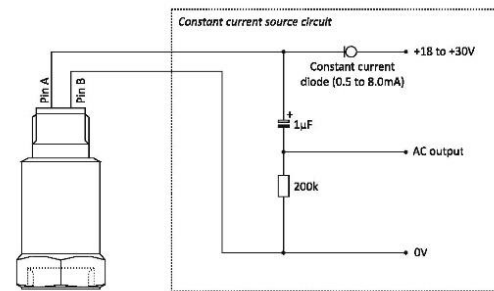 Constant current source circuit
Pin A
Pin B
+18 to +30V
Constant current
diode (0.5 to 8.0mA)
+
1µF
AC output
200k
0V